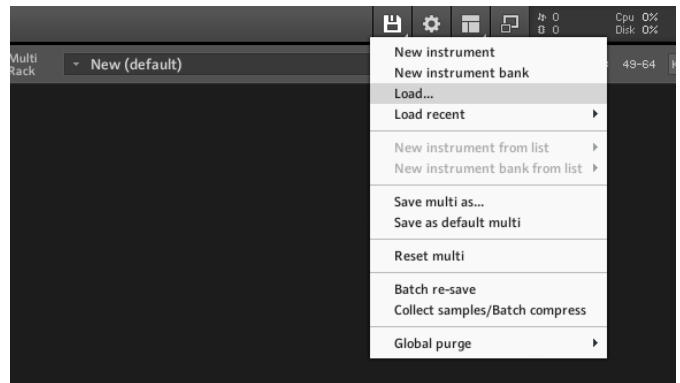 0
0
Cpu 0%
Disk 0%
Multi
Rack
New (default)
49-64
New instrument
New instrument bank
Load...
Load recent
New instrument from list
New instrument bank from list
Save multi as...
Save as default multi
Reset multi
Batch re-save
Collect samples/Batch compress
Global purge